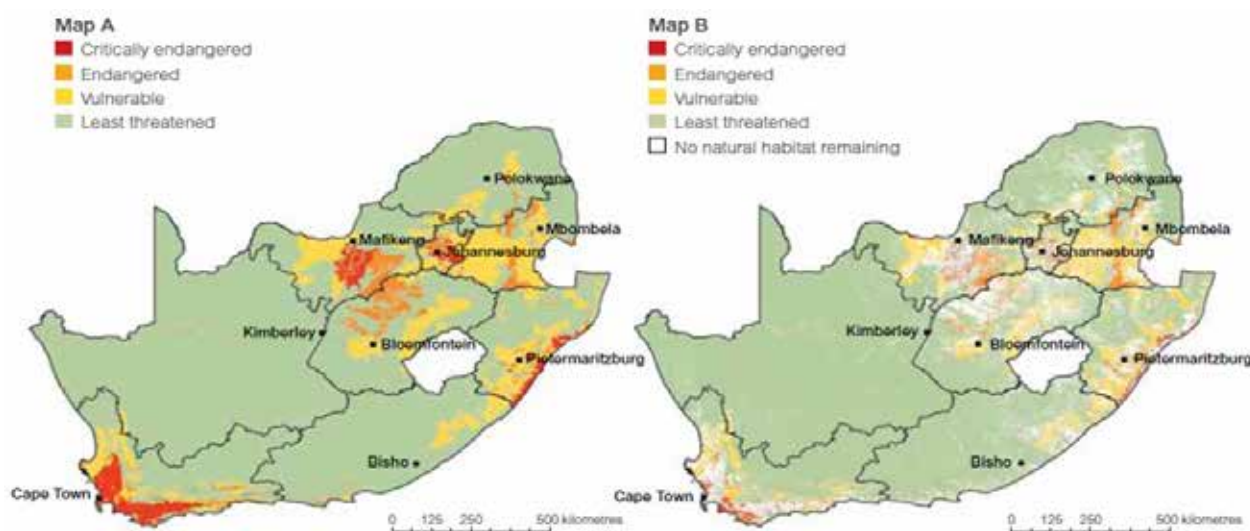 Map A
Critically endangered
Endangered
Vulnerable
Least threatened
Polokwane
Mbombela
Mafikeng
Johannesburg
Kimberley
Bloemfontein
Pietermaritzburg
Bisho
Cape Town
0 125 250 500 kilometres
Map B
Critically endangered
Endangered
Vulnerable
Least threatened
No natural habitat remaining
Polokwane
Mbombela
Mafikeng
Johannesburg
Kimberley
Bloemfontein
Pietermaritzburg
Bisho
Cape Town
0 125 250 500 kilometres